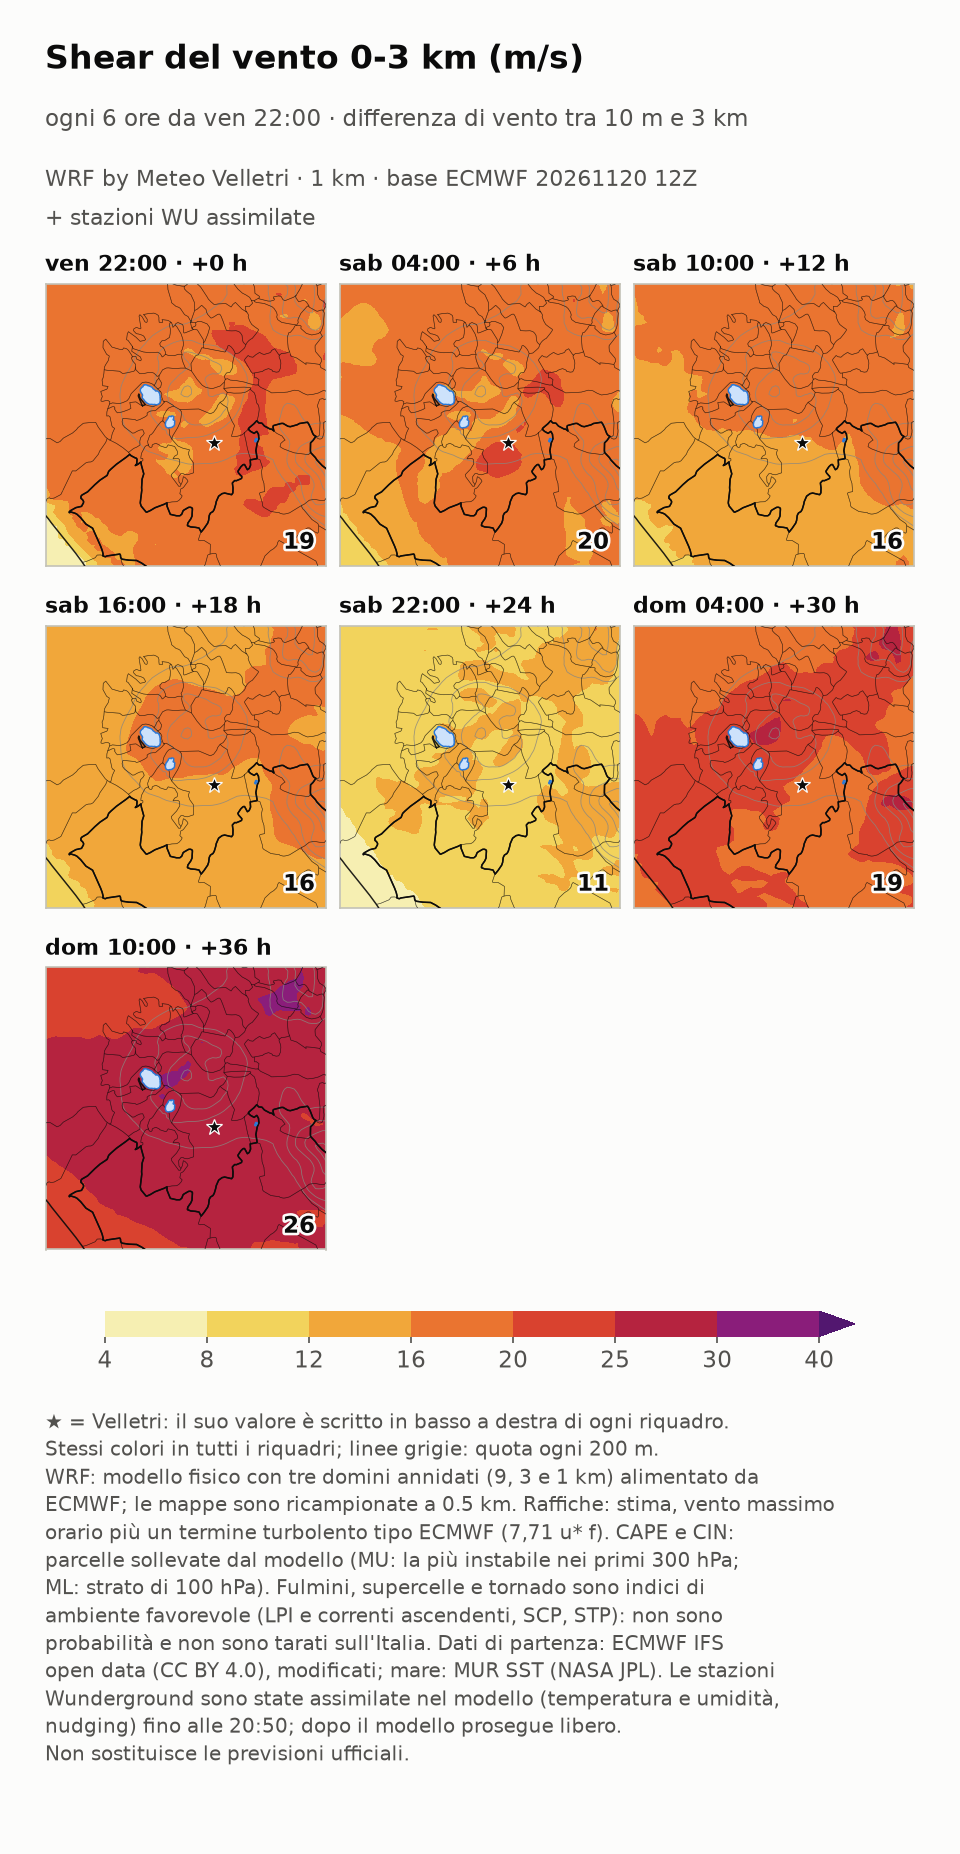 Shear del vento 0-3 km (m/s)
ogni 6 ore da ven 22:00 · differenza di vento tra 10 m e 3 km
WRF by Meteo Velletri · 1 km · base ECMWF 20261120 12Z
+ stazioni WU assimilate
ven 22:00 · +0 h
sab 04:00 · +6 h
sab 10:00 · +12 h
19
20
16
sab 16:00 · +18 h
sab 22:00 · +24 h
dom 04:00 · +30 h
16
11
19
dom 10:00 · +36 h
26
4 8 12 16 20 25 30 40
★ = Velletri: il suo valore è scritto in basso a destra di ogni riquadro.
Stessi colori in tutti i riquadri; linee grigie: quota ogni 200 m.
WRF: modello fisico con tre domini annidati (9, 3 e 1 km) alimentato da
ECMWF; le mappe sono ricampionate a 0.5 km. Raffiche: stima, vento massimo
orario più un termine turbolento tipo ECMWF (7,71 u* f). CAPE e CIN:
parcelle sollevate dal modello (MU: la più instabile nei primi 300 hPa;
ML: strato di 100 hPa). Fulmini, supercelle e tornado sono indici di
ambiente favorevole (LPI e correnti ascendenti, SCP, STP): non sono
probabilità e non sono tarati sull'Italia. Dati di partenza: ECMWF IFS
open data (CC BY 4.0), modificati; mare: MUR SST (NASA JPL). Le stazioni
Wunderground sono state assimilate nel modello (temperatura e umidità,
nudging) fino alle 20:50; dopo il modello prosegue libero.
Non sostituisce le previsioni ufficiali.